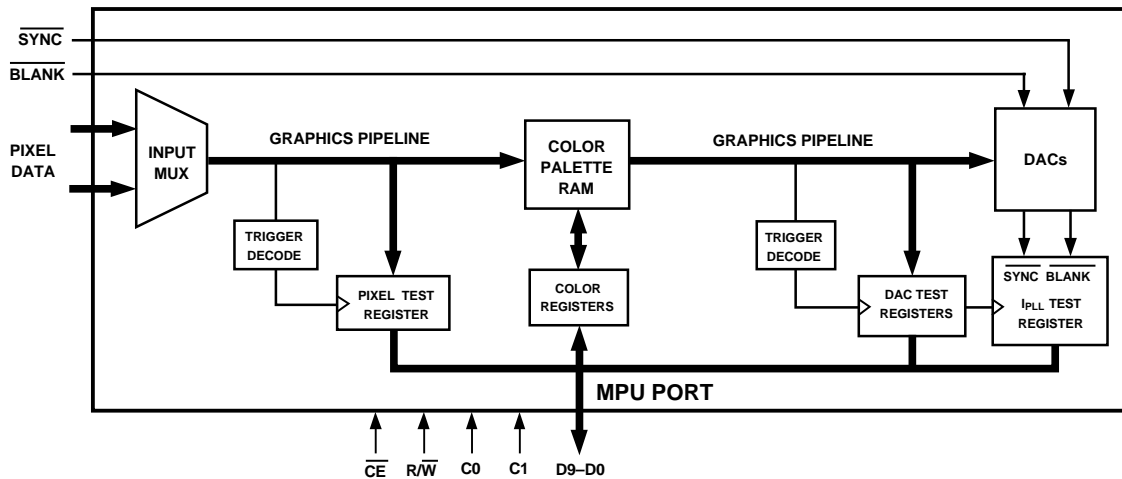 SYNC
BLANK
PIXEL
DATA
INPUT
MUX
GRAPHICS PIPELINE
COLOR
PALETTE
RAM
GRAPHICS PIPELINE
DACs
TRIGGER
DECODE
TRIGGER
DECODE
PIXEL TEST
REGISTER
COLOR
REGISTERS
DAC TEST
REGISTERS
SYNC BLANK
IPLL TEST
REGISTER
MPU PORT
CE
R/W
C0
C1
D9–D0